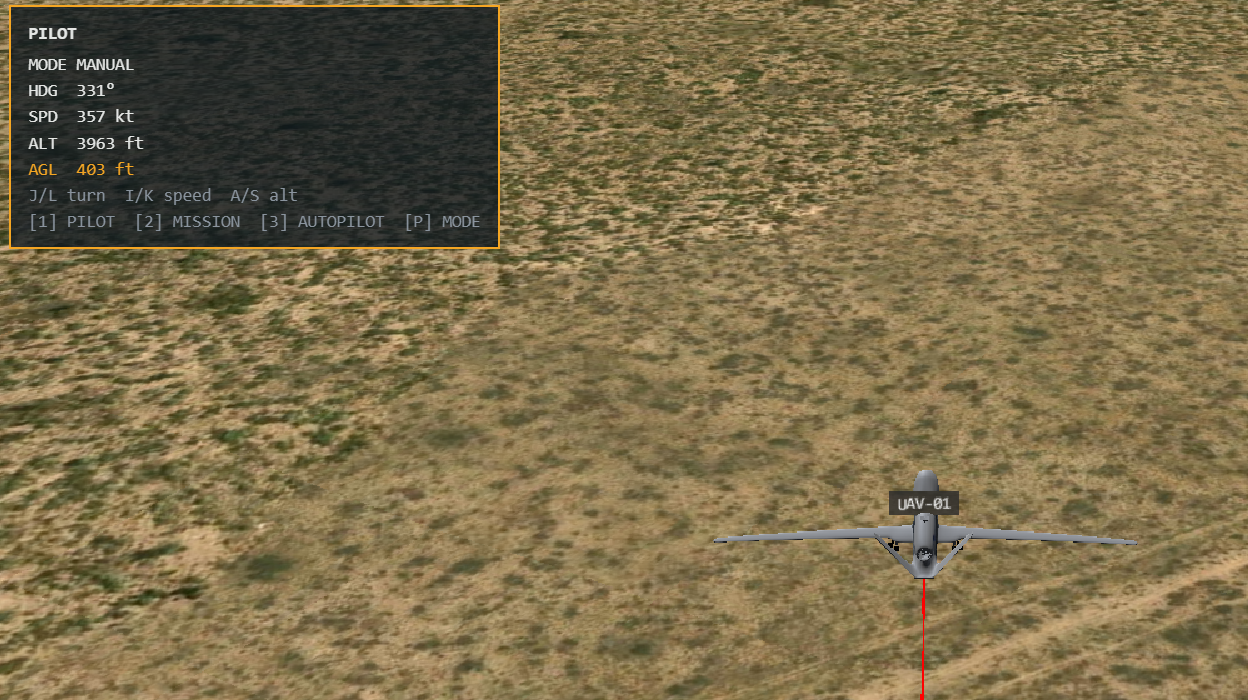 PILOT
MODE MANUAL
HDG 331°
SPD 357 kt
ALT 3963 ft
AGL 403 ft
J/L turn I/K speed A/S alt
[1] PILOT [2] MISSION [3] AUTOPILOT [P] MODE
UAV-01